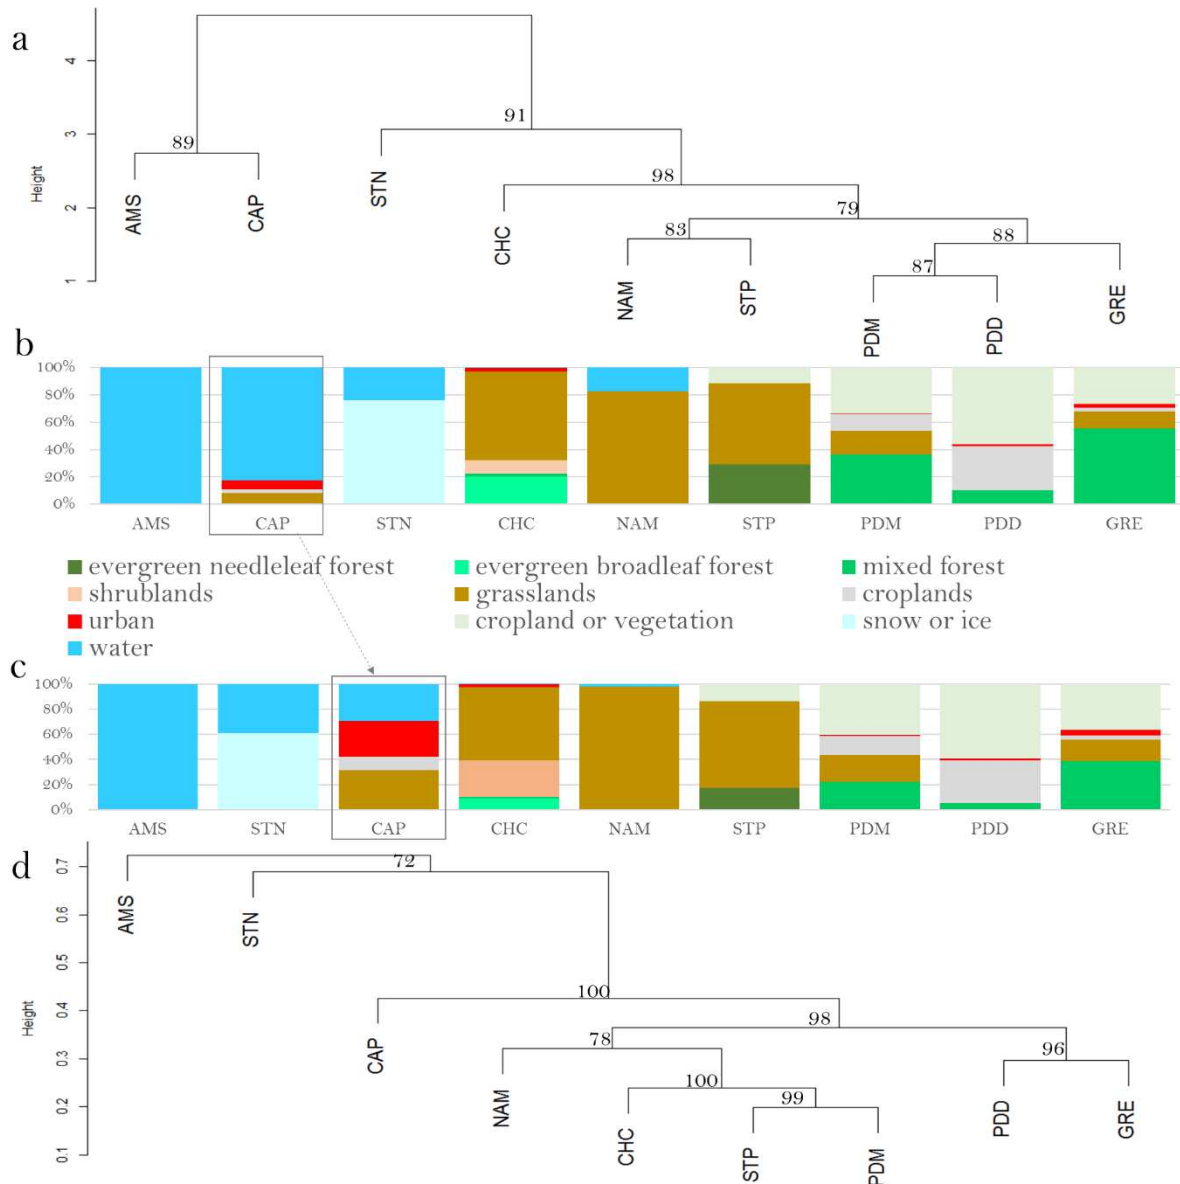 a
4
3
2
1
Height
89
91
98
79
83
88
87
AMS
CAP
STN
CHC
NAM
STP
PDM
PDD
GRE
b
100%
80%
60%
40%
20%
0%
AMS CAP STN CHC NAM STP PDM PDD GRE
evergreen needleleaf forest evergreen broadleaf forest mixed forest
shrublands grasslands croplands
urban cropland or vegetation snow or ice
water
c
100%
80%
60%
40%
20%
0%
AMS STN CAP CHC NAM STP PDM PDD GRE
d
0.7
0.6
0.5
0.4
0.3
0.2
0.1
Height
72
100
98
78
96
100
99
AMS
STN
CAP
NAM
CHC
STP
PDM
PDD
GRE